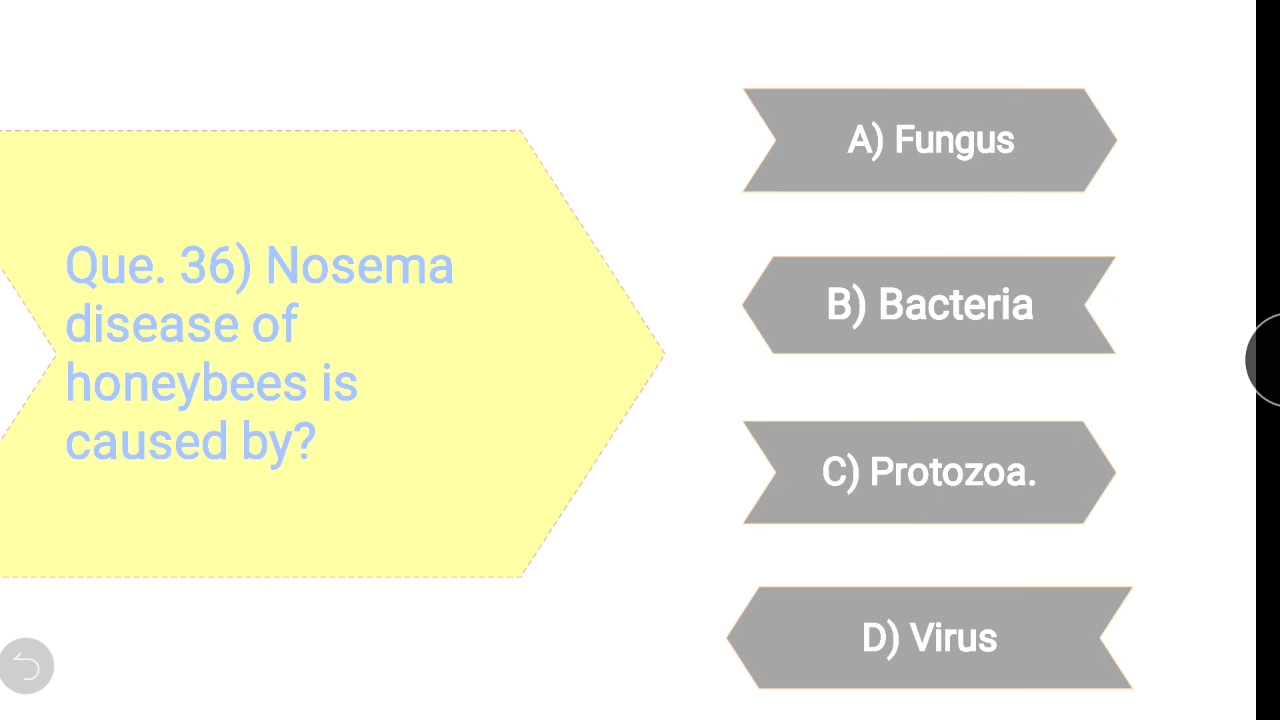 Que. 36) Nosema
disease of
honeybees is
caused by?
A) Fungus
B) Bacteria
C) Protozoa.
D) Virus